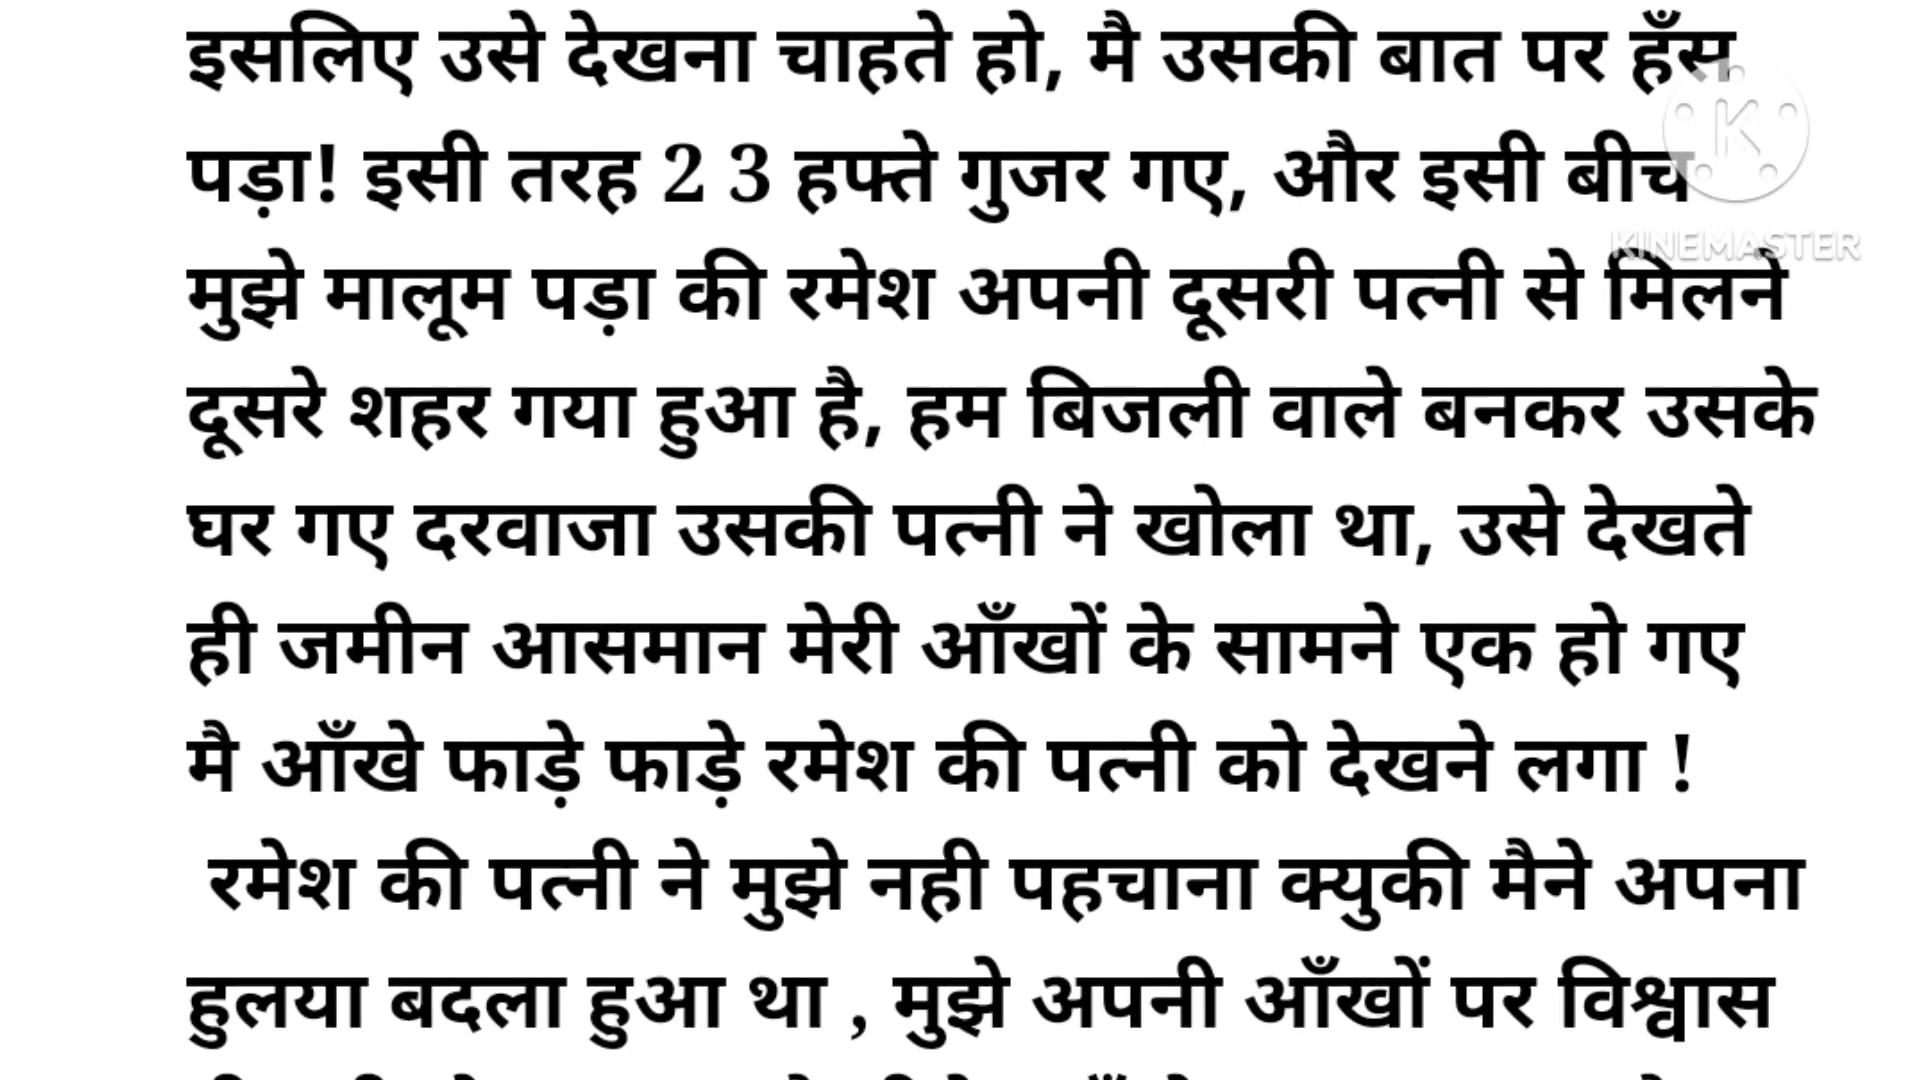 इसलिए उसे देखना चाहते हो, मै उसकी बात पर हँस
पड़ा! इसी तरह 2 3 हफ्ते गुजर गए, और इसी बीच
मुझे मालूम पड़ा की रमेश अपनी दूसरी पत्नी से मिलने
दूसरे शहर गया हुआ है, हम बिजली वाले बनकर उसके
घर गए दरवाजा उसकी पत्नी ने खोला था, उसे देखते
ही जमीन आसमान मेरी आँखों के सामने एक हो गए
मै आँखे फाड़े फाड़े रमेश की पत्नी को देखने लगा !
रमेश की पत्नी ने मुझे नही पहचाना क्युकी मैने अपना
हुलया बदला हुआ था , मुझे अपनी आँखों पर विश्वास
K
KINEMASTER